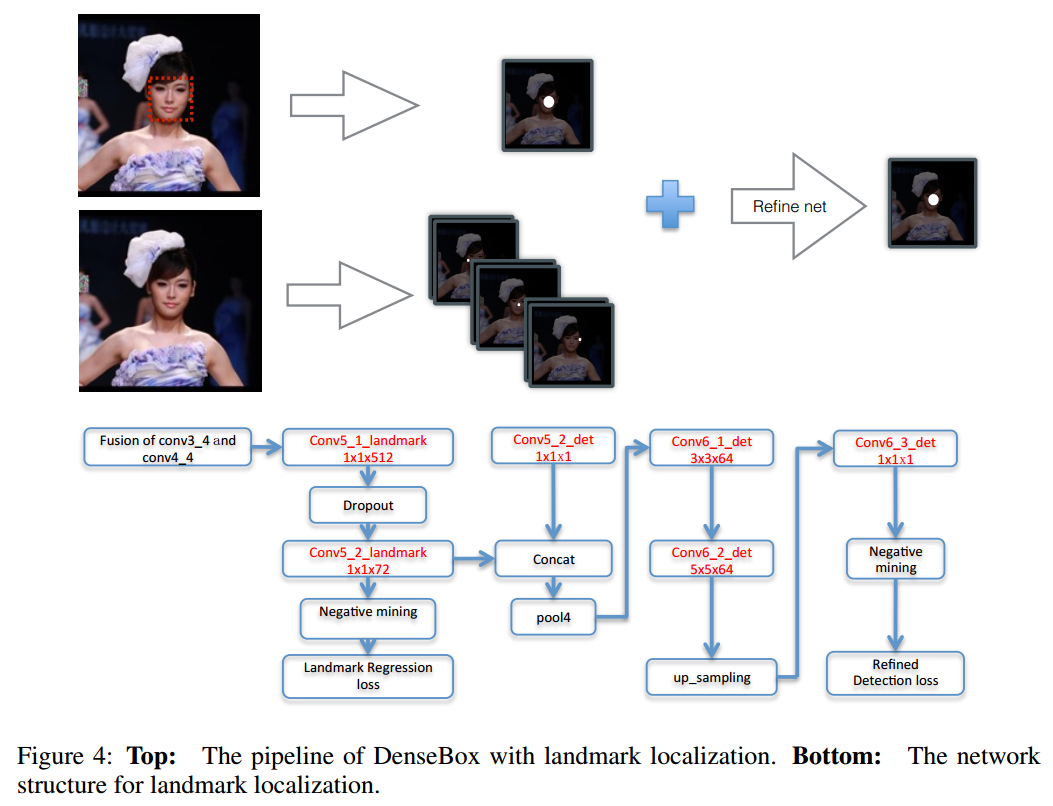 Refine net
Fusion of conv3_4 and
conv4_4
Conv5_1_landmark
1x1x512
Dropout
Conv5_2_landmark
1x1x72
Negative mining
Landmark Regression
loss
Conv5_2_det
1x1x1
Concat
pool4
Conv6_1_det
3x3x64
Conv6_2_det
5x5x64
up_sampling
Conv6_3_det
1x1x1
Negative
mining
Refined
Detection loss
Figure 4: Top: The pipeline of DenseBox with landmark localization. Bottom: The network
structure for landmark localization.